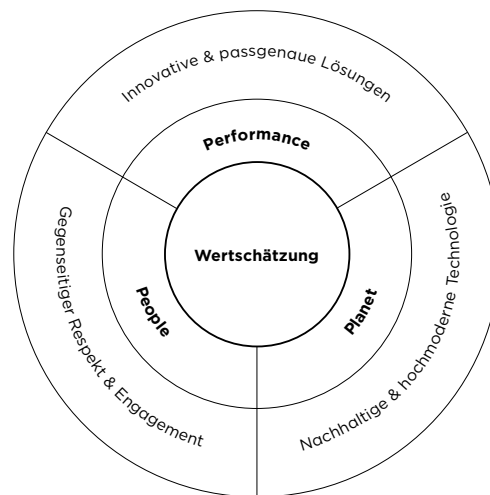 Innovative & passgenaue Lösungen
Performance
Wertschätzung
Gegenseitiger Respekt & Engagement
People
Planet
Nachhaltige & hochmoderne Technologie